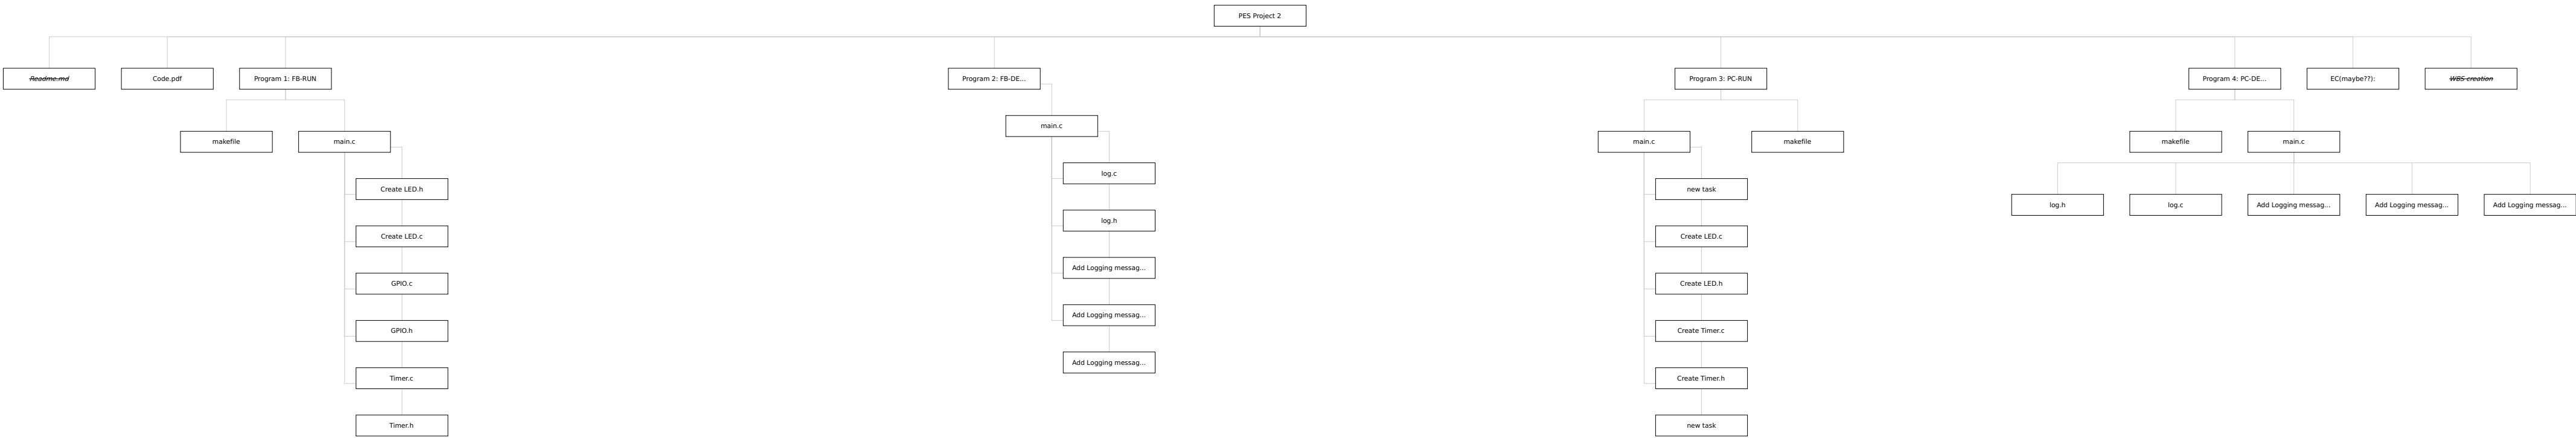 PES Project 2
Readme.md
Code.pdf
Program 1: FB-RUN
Program 2: FB-DE...
Program 3: PC-RUN
Program 4: PC-DE...
EC(maybe??):
WBS creation
makefile
main.c
Create LED.h
Create LED.c
GPIO.c
GPIO.h
Timer.c
Timer.h
main.c
log.c
log.h
Add Logging messag...
Add Logging messag...
Add Logging messag...
main.c
makefile
new task
Create LED.c
Create LED.h
Create Timer.c
Create Timer.h
new task
makefile
main.c
log.h
log.c
Add Logging messag...
Add Logging messag...
Add Logging messag...